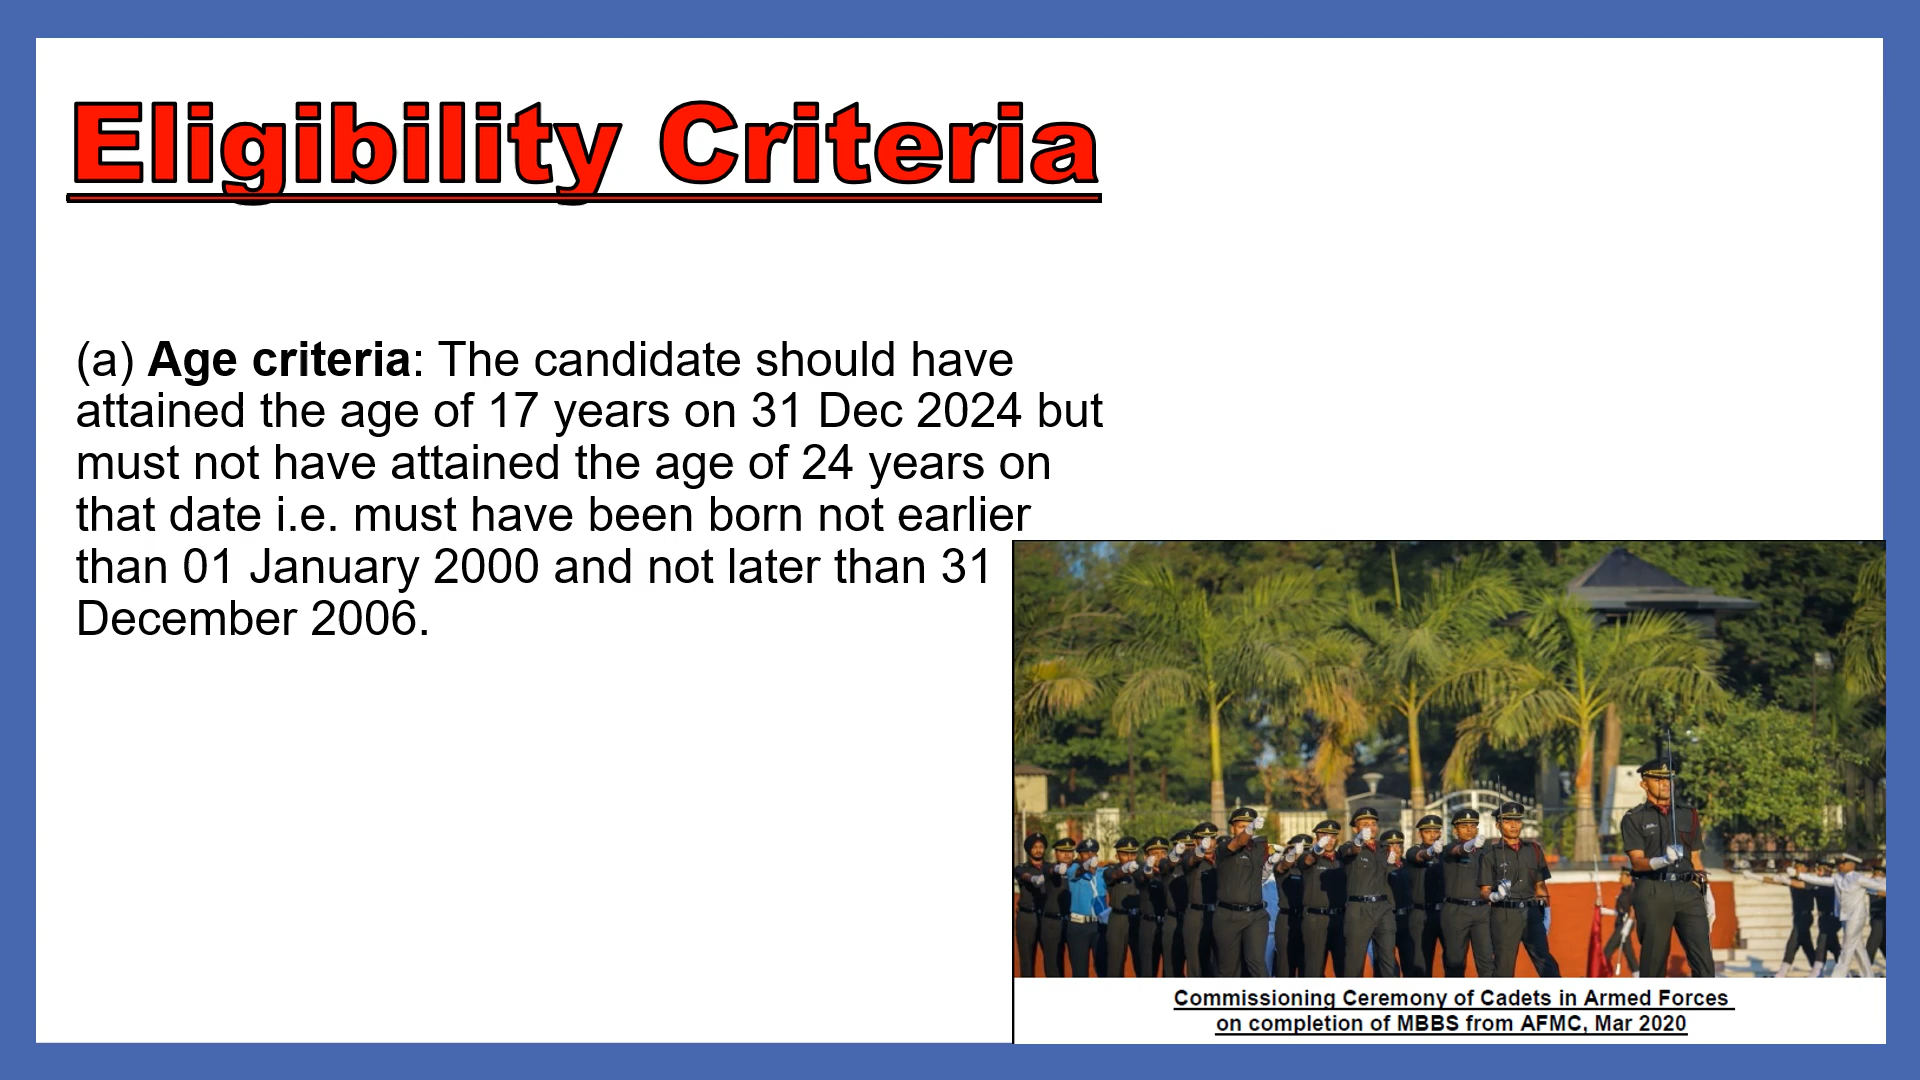 Eligibility Criteria
(a) Age criteria: The candidate should have
attained the age of 17 years on 31 Dec 2024 but
must not have attained the age of 24 years on
that date i.e. must have been born not earlier
than 01 January 2000 and not later than 31
December 2006.
Commissioning Ceremony of Cadets in Armed Forces
on completion of MBBS from AFMC, Mar 2020